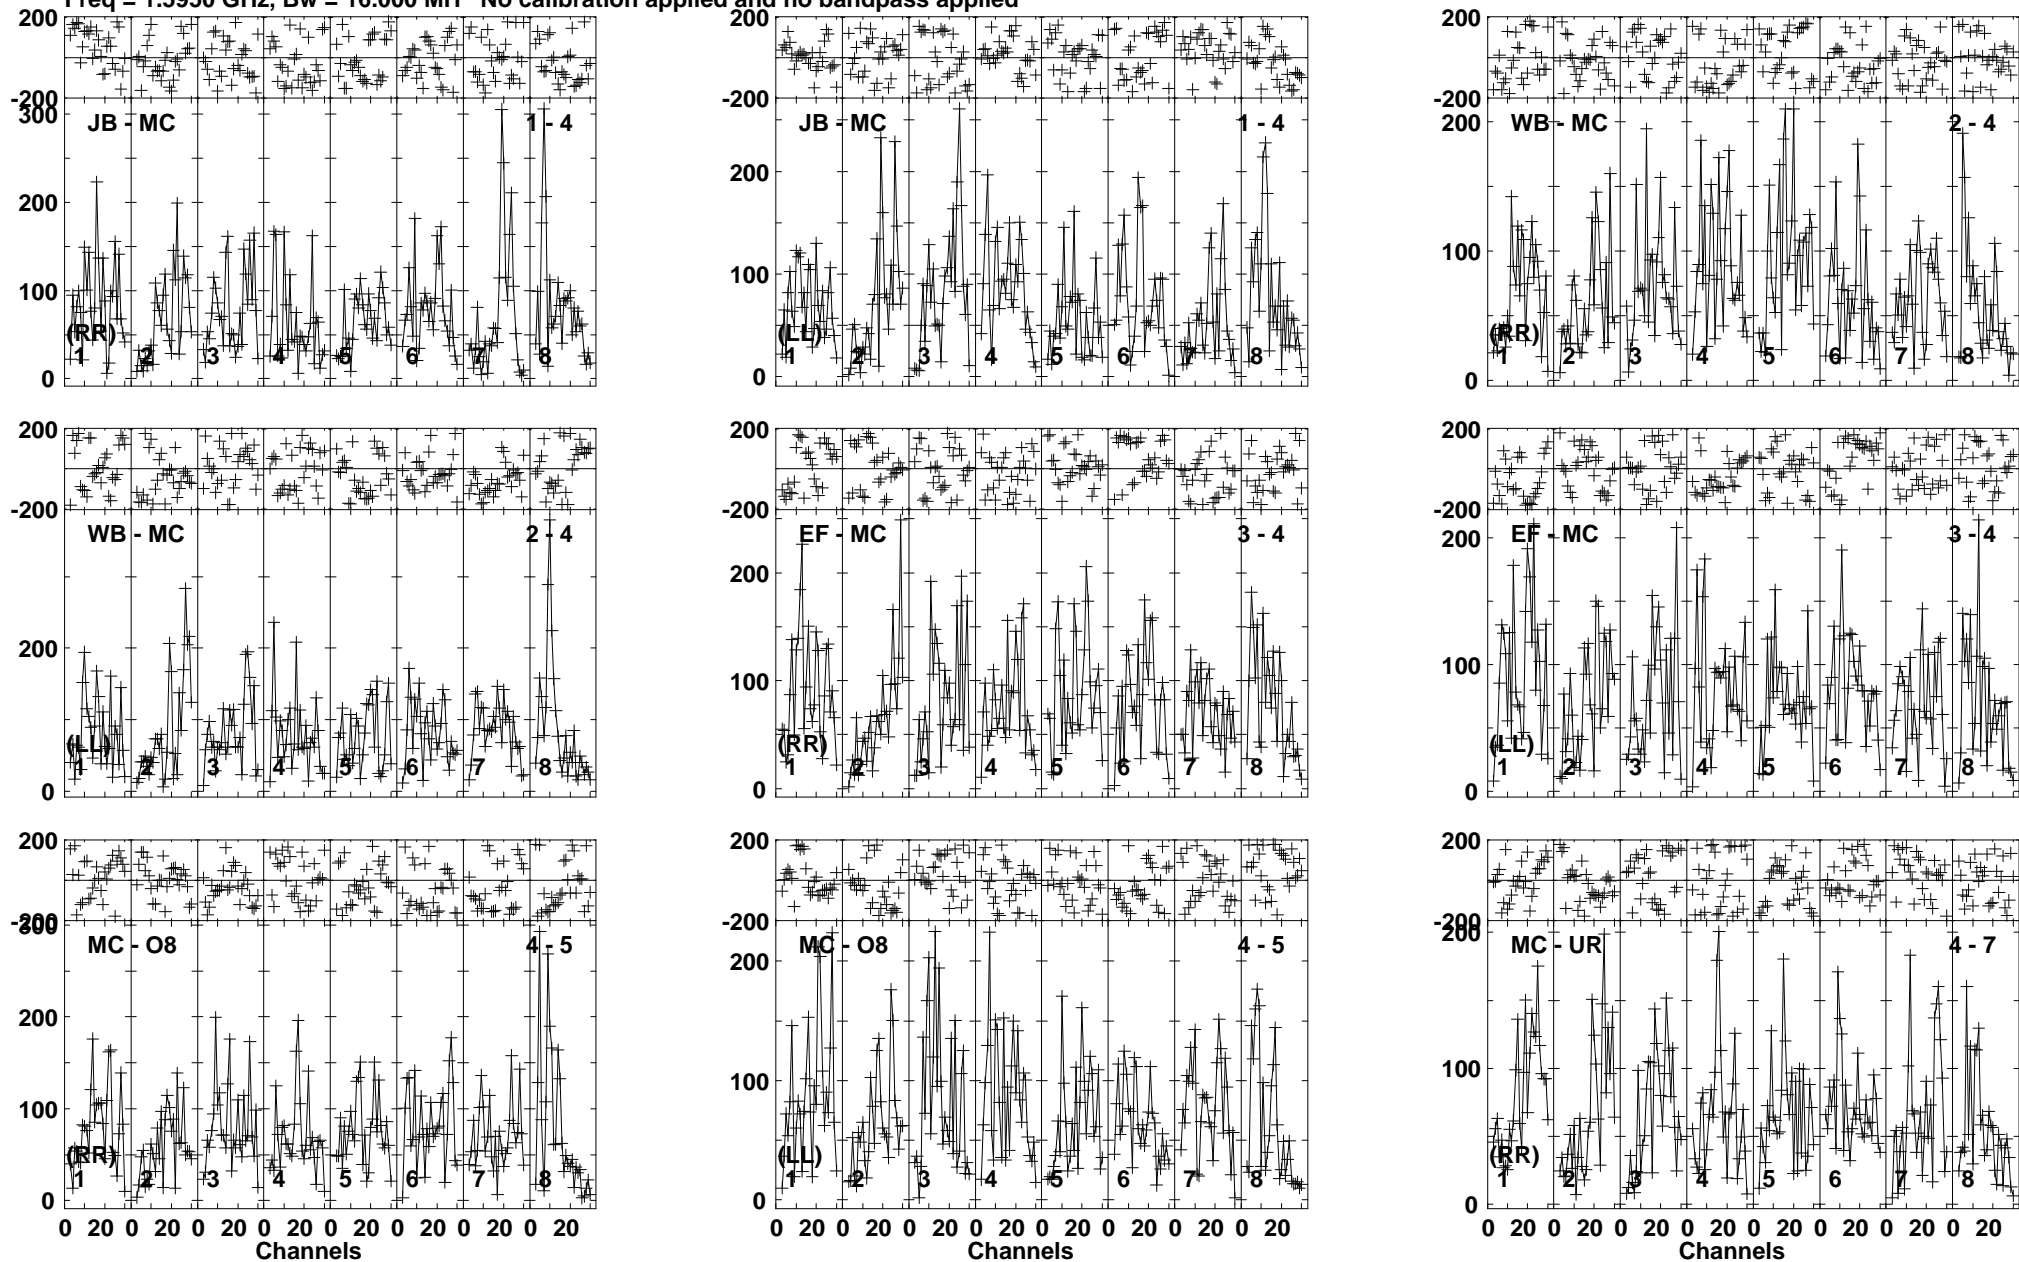 Freq = 1.5950 GHz, Bw = 16.000 MH No calibration applied and no bandpass applied
200 200 200
-200 -200 -200
300 JB - MC 1 - 4 JB - MC 1 - 4 200 WB - MC 2 - 4
200 200
100 100 100
(RR) (LL) (RR)
1 2 3 4 5 6 7 8 1 2 3 4 5 6 7 8 1 2 3 4 5 6 7 8
0 0 0
200 200 200
-200 -200 -200
WB - MC 2 - 4 EF - MC 3 - 4 200 EF - MC 3 - 4
200 200
100 100
(LL) (RR) (LL)
1 2 3 4 5 6 7 8 1 2 3 4 5 6 7 8 1 2 3 4 5 6 7 8
0 0 0
200 200 200
-200 -200 -200
300 MC - O8 4 - 5 MC - O8 4 - 5 200 MC - UR 4 - 7
200 200
100 100 100
(RR) (LL) (RR)
1 2 3 4 5 6 7 8 1 2 3 4 5 6 7 8 1 2 3 4 5 6 7 8
0 0 0
0 20 0 20 0 20 0 20 0 20 0 20 0 20 0 20 0 20 0 20 0 20 0 20 0 20 0 20 0 20 0 20 0 20 0 20 0 20 0 20 0 20 0 20 0 20 0 20
Channels Channels Channels